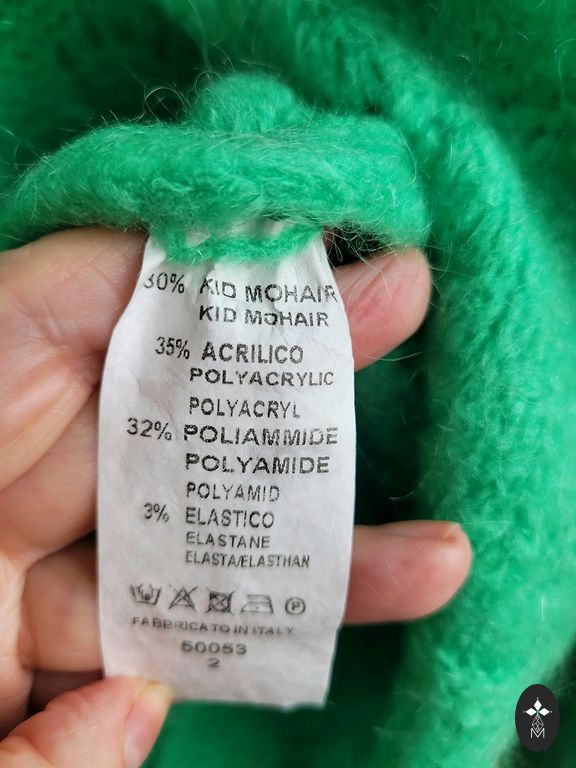 30% KID MOHAIR
KID MOHAIR
35% ACRILICO
POLYACRYLIC
POLYACRYL
32% POLIAMMIDE
POLYAMIDE
POLYAMID
3% ELASTICO
ELASTANE
ELASTA/ELASTHAN
P
FABBRICATO IN ITALY
50053
2
M